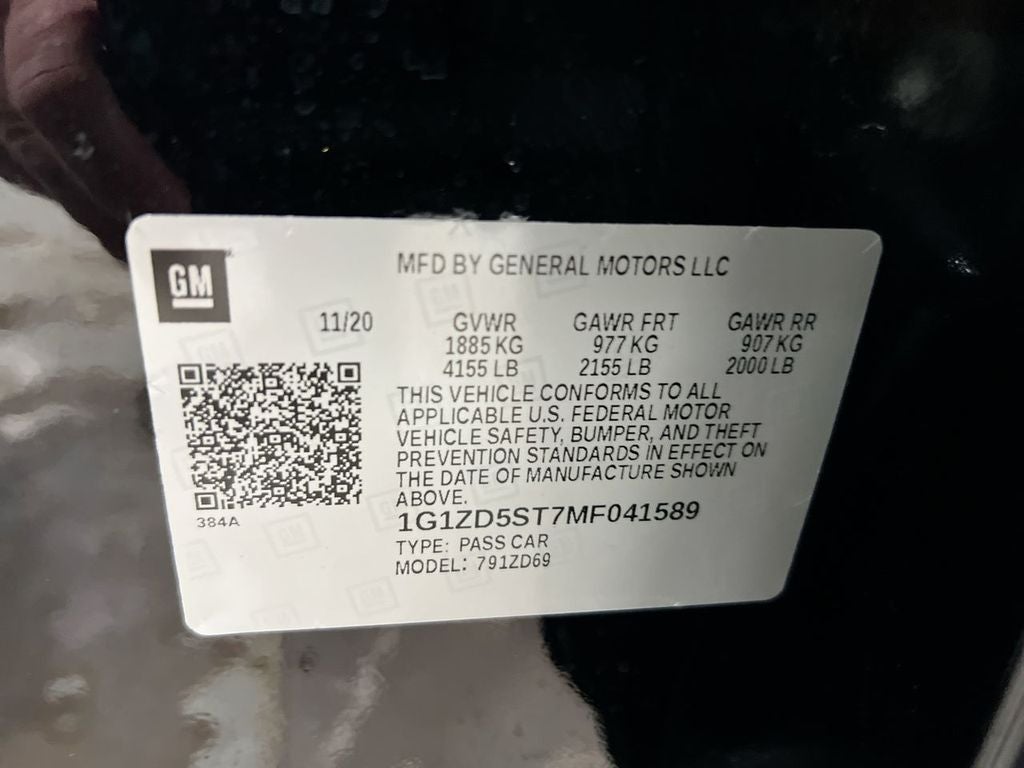 GM
MFD BY GENERAL MOTORS LLC
11/20
GVWR GAWR FRT GAWR RR
1885 KG 977 KG 907 KG
4155 LB 2155 LB 2000 LB
THIS VEHICLE CONFORMS TO ALL
APPLICABLE U.S. FEDERAL MOTOR
VEHICLE SAFETY, BUMPER, AND THEFT
PREVENTION STANDARDS IN EFFECT ON
THE DATE OF MANUFACTURE SHOWN
ABOVE.
384A
1G1ZD5ST7MF041589
TYPE: PASS CAR
MODEL: 791ZD69